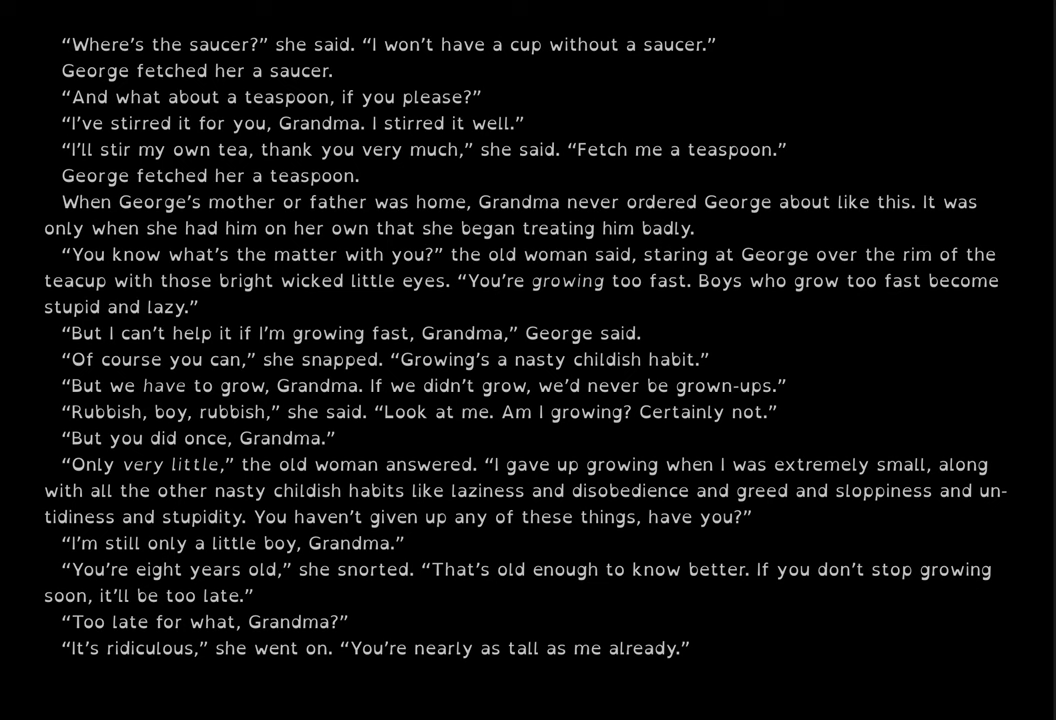 “Where’s the saucer?” she said. “I won’t have a cup without a saucer.”
George fetched her a saucer.
“And what about a teaspoon, if you please?”
“I’ve stirred it for you, Grandma. I stirred it well.”
“I’ll stir my own tea, thank you very much,” she said. “Fetch me a teaspoon.”
George fetched her a teaspoon.
When George’s mother or father was home, Grandma never ordered George about like this. It was
only when she had him on her own that she began treating him badly.
“You know what’s the matter with you?” the old woman said, staring at George over the rim of the
teacup with those bright wicked little eyes. “You’re growing too fast. Boys who grow too fast become
stupid and lazy.”
“But I can’t help it if I’m growing fast, Grandma,” George said.
“Of course you can,” she snapped. “Growing’s a nasty childish habit.”
“But we have to grow, Grandma. If we didn’t grow, we’d never be grown-ups.”
“Rubbish, boy, rubbish,” she said. “Look at me. Am I growing? Certainly not.”
“But you did once, Grandma.”
“Only very little,” the old woman answered. “I gave up growing when I was extremely small, along
with all the other nasty childish habits like laziness and disobedience and greed and sloppiness and un-
tidiness and stupidity. You haven’t given up any of these things, have you?”
“I’m still only a little boy, Grandma.”
“You’re eight years old,” she snorted. “That’s old enough to know better. If you don’t stop growing
soon, it’ll be too late.”
“Too late for what, Grandma?”
“It’s ridiculous,” she went on. “You’re nearly as tall as me already.”